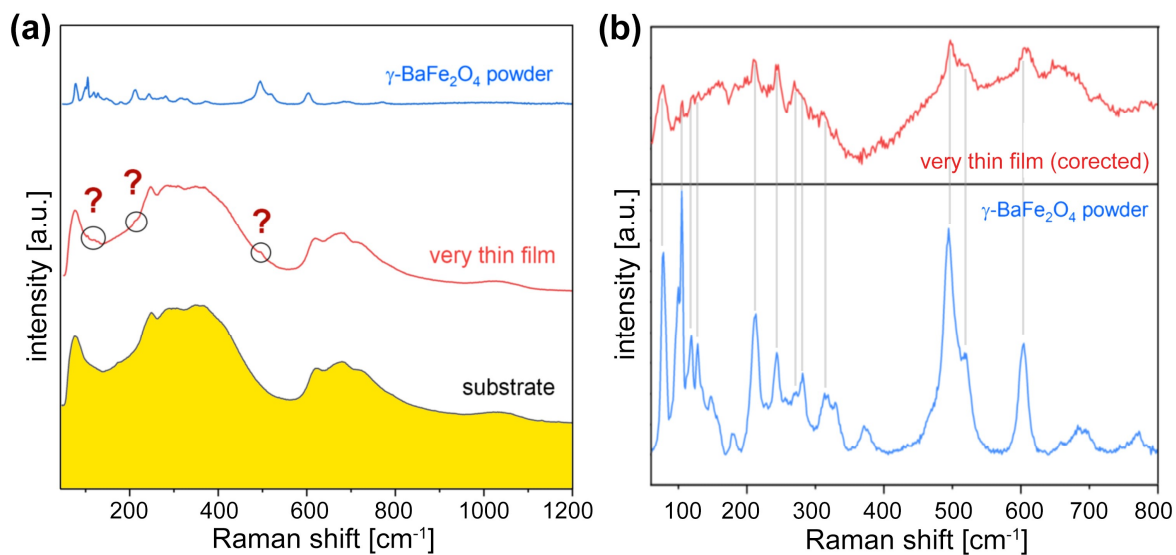 (a)
γ-BaFe₂O₄ powder
?
?
?
very thin film
substrate
intensity [a.u.]
200 400 600 800 1000 1200
Raman shift [cm⁻¹]
(b)
very thin film (corected)
γ-BaFe₂O₄ powder
intensity [a.u.]
100 200 300 400 500 600 700 800
Raman shift [cm⁻¹]